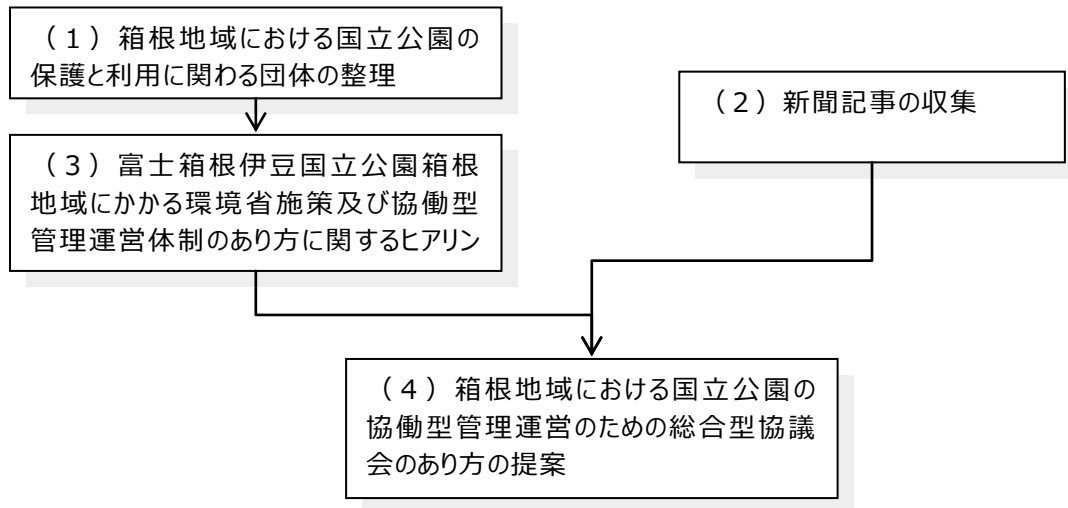 （1）箱根地域における国立公園の
保護と利用に関わる団体の整理
（2）新聞記事の収集
（3）富士箱根伊豆国立公園箱根
地域にかかる環境省施策及び協働型
管理運営体制のあり方に関するヒアリン
（4）箱根地域における国立公園の
協働型管理運営のための総合型協議
会のあり方の提案